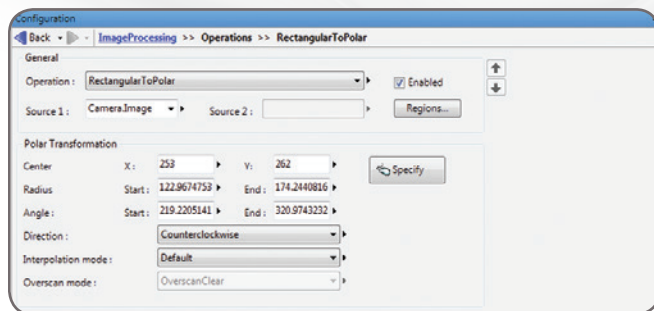 Configuration
Back ImageProcessing >> Operations >> RectangularToPolar
General
Operation : RectangularToPolar Enabled
Source 1 : Camera.Image Source 2 : Regions...
Polar Transformation
Center X : 253 Y: 262 Specify
Radius Start : 122.9674753 End : 174.2440816
Angle : Start : 219.2205141 End : 320.9743232
Direction : Counterclockwise
Interpolation mode : Default
Overscan mode : OverscanClear